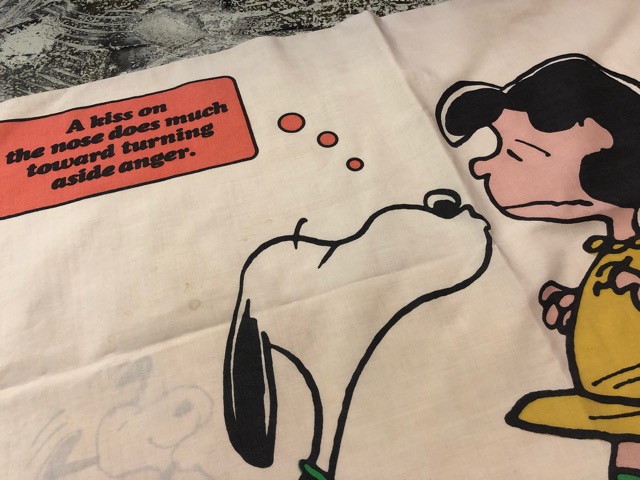 A kiss on
the nose does much
toward turning
aside anger.